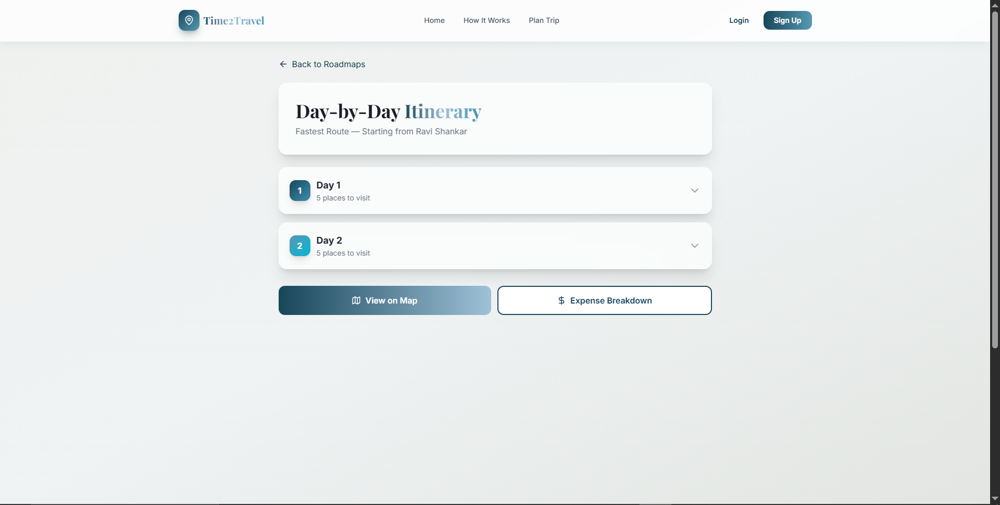 Time2Travel
Home
How It Works
Plan Trip
Login
Sign Up
Back to Roadmaps
Day-by-Day Itinerary
Fastest Route — Starting from Ravi Shankar
1
Day 1
5 places to visit
2
Day 2
5 places to visit
View on Map
$ Expense Breakdown